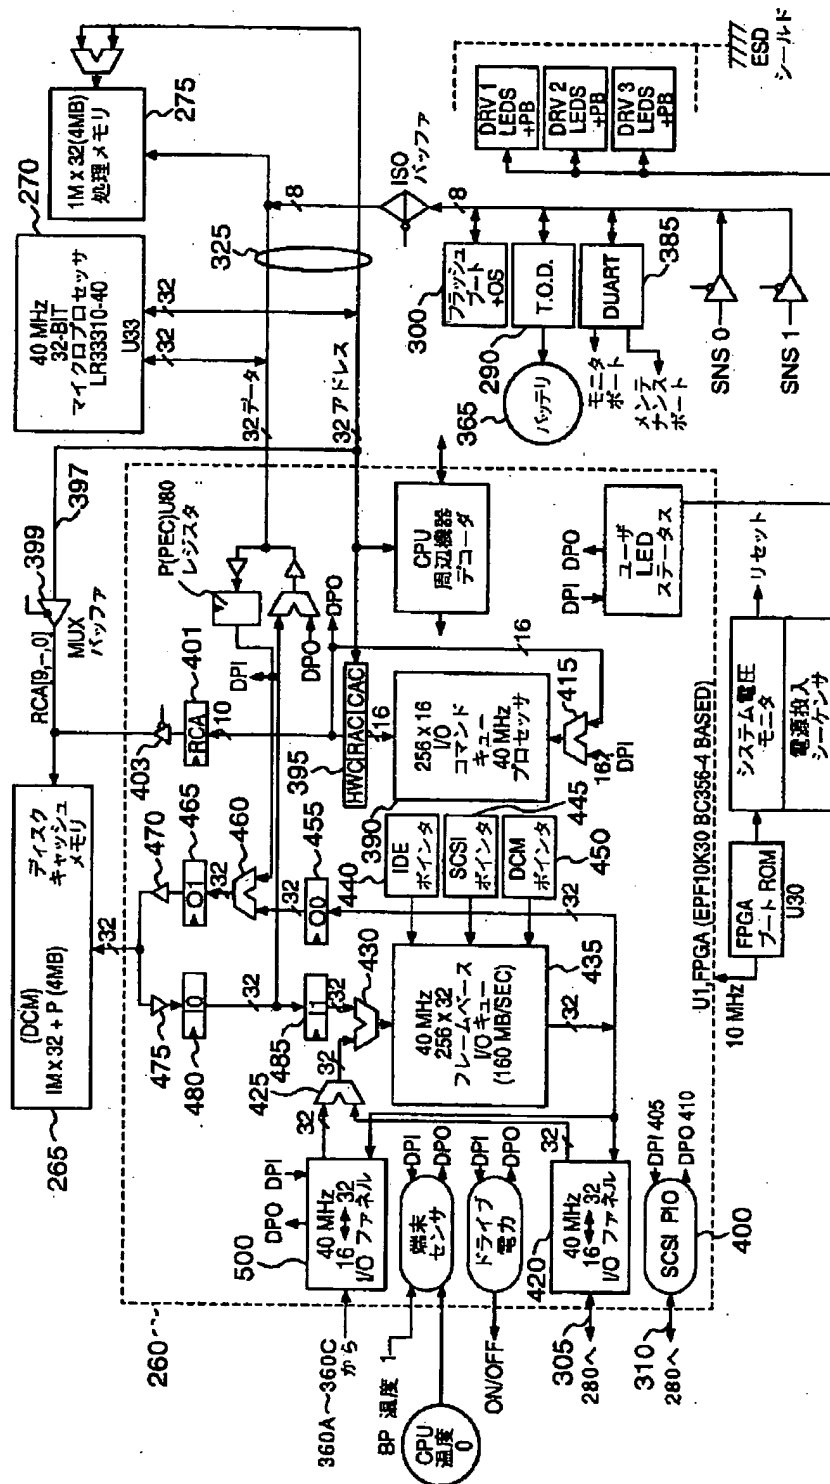 265
(DCM)
1M X 32 + P (4MB)
ディスク
キャッシュ
メモリ
RCA[9,-,0]
399
MUX
バッファ
397
270
40 MHz
32-BIT
マイクロプロセッサ
LR33310-40
U33
1M X 32(4MB)
処理メモリ
275
32
32
32 データ
32 アドレス
325
8
ISO
バッファ
8
300
フラッシュ
ブート
+OS
290
T.O.D.
DUART
385
365
バッテリ
モニタ
ポート
メンテ
ナンス
ポート
SNS 0
SNS 1
DRV 1
LEDS
+PB
DRV 2
LEDS
+PB
DRV 3
LEDS
+PB
ESD
シールド
260
32
475
I0
480
470
O1
465
460
32
403
RCA
401
10
P(PEC)U80
レジスタ
DPI
DPO
DPO
32
485
I1
32
430
425
32
32
O0
455
32
395
HWC|RAC|CAC
16
16
CPU
周辺機器
デコーダ
256 X 16
I/O
コマンド
キュー
40 MHz
プロセッサ
390
415
16
DPI
440
IDE
ポインタ
445
SCSI
ポインタ
450
DCM
ポインタ
32
40 MHz
256 X 32
フレームベース
I/O キュー
(160 MB/SEC)
435
32
500
DPO
DPI
40 MHz
16 32
I/O ファネル
360A～360C
から
BP 温度 1
CPU
温度
0
端末
センサ
DPI
DPO
ドライブ
電力
DPI
DPO
ON/OFF
420
40 MHz
16 32
I/O ファネル
32
305
280へ
SCSI PIO
DPI 405
DPO 410
400
310
280へ
DPI
DPO
ユーザ
LED
ステータス
U1,FPGA (EPF10K30 BC356-4 BASED)
10 MHz
FPGA
ブート ROM
U30
システム電圧
モニタ
リセット
電源投入
シーケンサ